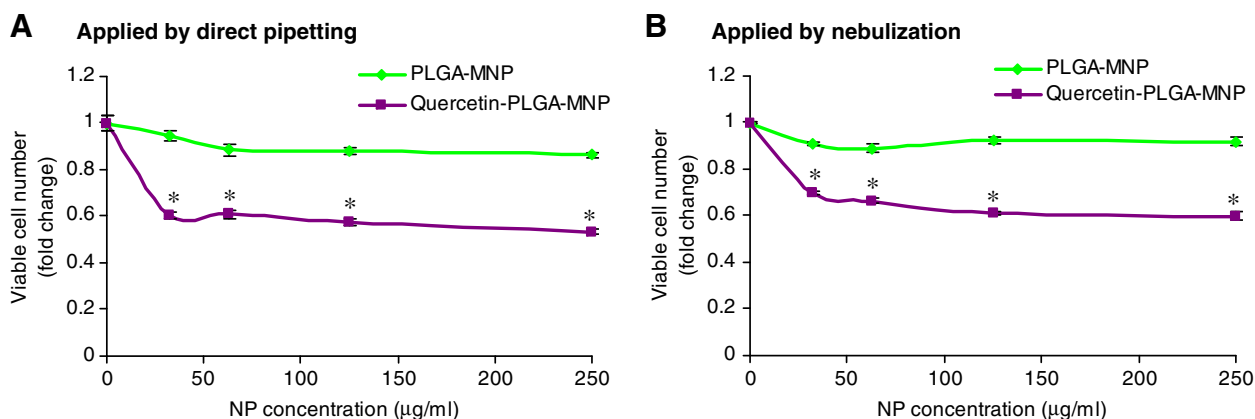 A Applied by direct pipetting
PLGA-MNP
Quercetin-PLGA-MNP
1.2
1
0.8
0.6
0.4
0.2
0
Viable cell number
(fold change)
* * * *
0 50 100 150 200 250
NP concentration (µg/ml)
B Applied by nebulization
PLGA-MNP
Quercetin-PLGA-MNP
1.2
1
0.8
0.6
0.4
0.2
0
Viable cell number
(fold change)
* * * *
0 50 100 150 200 250
NP concentration (µg/ml)